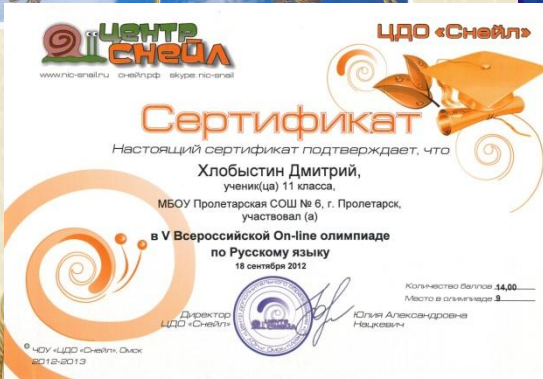 ЦЕНТР
СНЕЙЛ
ЦДО «Снейл»
www.nic-snail.ru снейл.рф skype: nic-snail
Сертификат
Настоящий сертификат подтверждает, что
Хлобыстин Дмитрий,
ученик(ца) 11 класса,
МБОУ Пролетарская СОШ № 6, г. Пролетарск,
участвовал (а)
в V Всероссийской On-line олимпиаде
по Русскому языку
18 сентября 2012
Количество баллов 14,00
Место в олимпиаде 9
Директор
ЦДО «Снейл»
Юлия Александровна
Нацкевич
© ЧОУ «ЦДО «Снейл», Омск
2012-2013